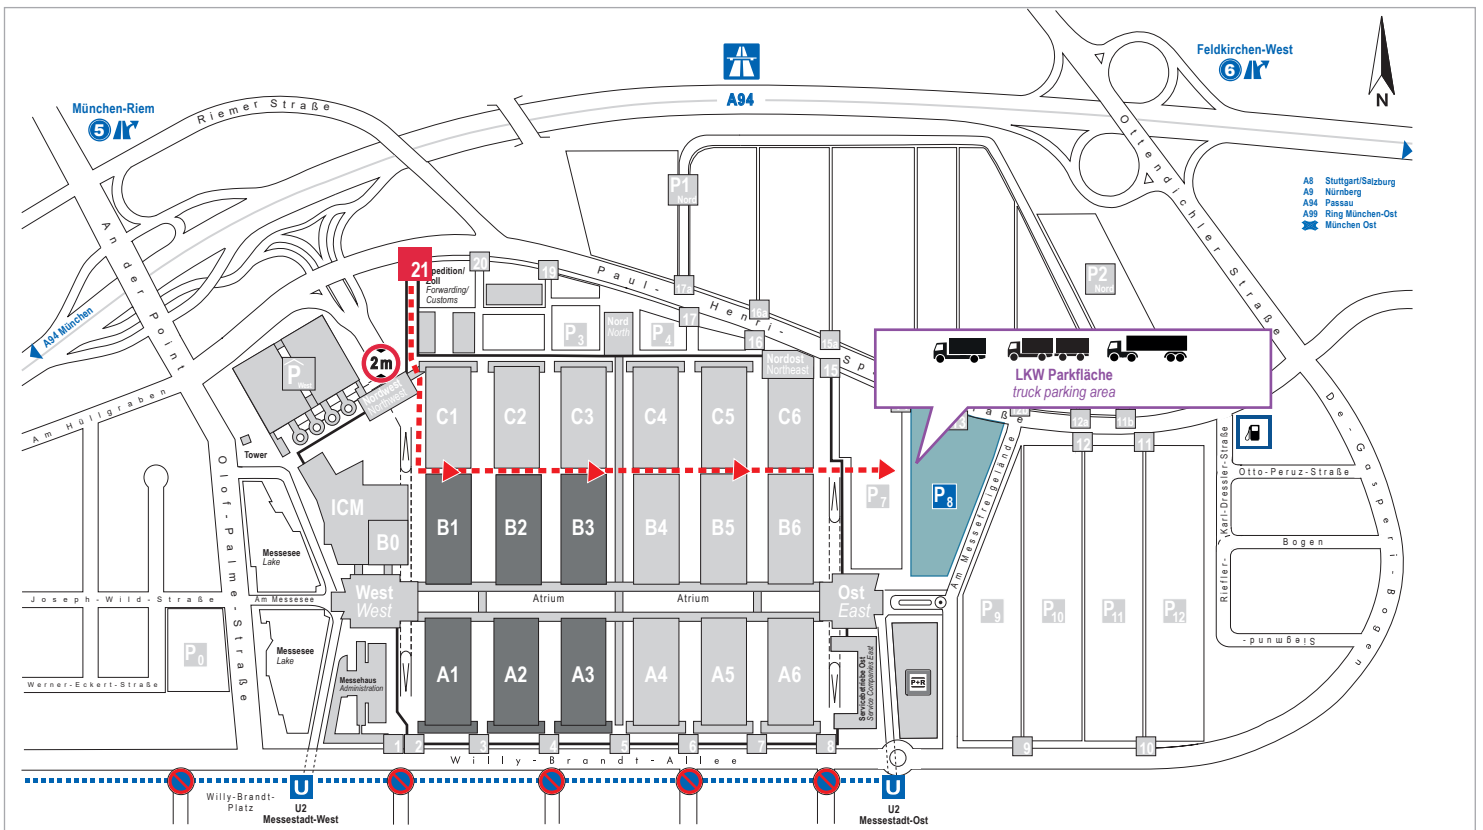 A94
Feldkirchen-West
6
N
München-Riem
5
Riemer Straße
Ottendichler Straße
A8 Stuttgart/Salzburg
A9 Nürnberg
A94 Passau
A99 Ring München-Ost
München Ost
An der Point
P1
Nord
P2
Nord
21
Spedition/
Zoll
Forwarding/
Customs
20
19
Paul-Henri-Sp
17a
16a
15a
17
16
15
A94 München
P3
Nord
North
P4
Nordost
Northeast
LKW Parkfläche
truck parking area
P
West
2m
Nordwest
Northwest
Am Hüllgraben
Tower
C1
C2
C3
C4
C5
C6
13
12a
11b
12
11
De-Gasperi-Bogen
Karl-Dressler-Straße
Otto-Peruz-Straße
Olof-Palme-Straße
ICM
B0
B1
B2
B3
B4
B5
B6
P7
P8
Am Messefreigelände
Bogen
Riefler-
Messesee
Lake
Joseph-Wild-Straße
Am Messesee
West
West
Atrium
Atrium
Ost
East
P9
P10
P11
P12
Siegmund-
P0
Messesee
Lake
Werner-Eckert-Straße
Messehaus
Administration
A1
A2
A3
A4
A5
A6
Servicebetriebe Ost
Service Companies East
P+R
1
2
3
4
5
6
7
8
9
10
Willy-Brandt-Allee
Willy-Brandt-
Platz
U
U2
Messestadt-West
U
U2
Messestadt-Ost